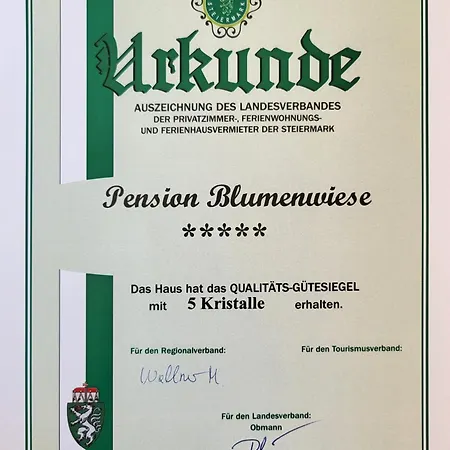 STEIERMARK
Urkunde
AUSZEICHNUNG DES LANDESVERBANDES
DER PRIVATZIMMER-, FERIENWOHNUNGS-
UND FERIENHAUSVERMIETER DER STEIERMARK
Pension Blumenwiese
*****
Das Haus hat das QUALITÄTS-GÜTESIEGEL
mit 5 Kristalle erhalten.
Für den Regionalverband:
Für den Tourismusverband:
Für den Landesverband:
Obmann